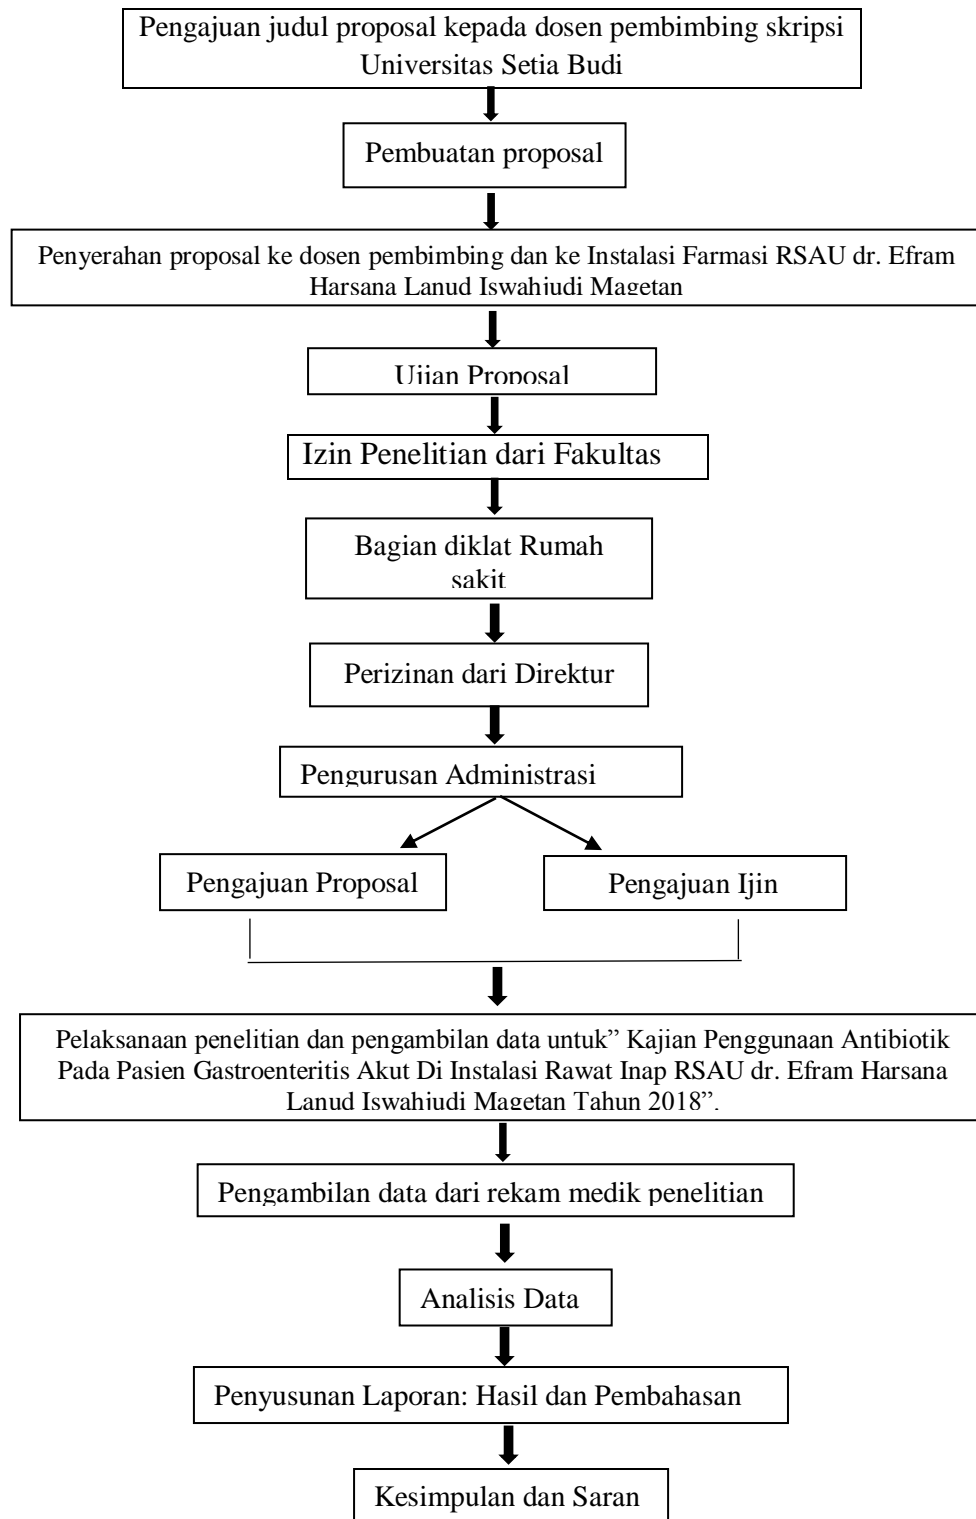 Pengajuan judul proposal kepada dosen pembimbing skripsi
Universitas Setia Budi
Pembuatan proposal
Penyerahan proposal ke dosen pembimbing dan ke Instalasi Farmasi RSAU dr. Efram
Harsana Lanud Iswahjudi Magetan
Ujian Proposal
Izin Penelitian dari Fakultas
Bagian diklat Rumah
sakit
Perizinan dari Direktur
Pengurusan Administrasi
Pengajuan Proposal
Pengajuan Ijin
Pelaksanaan penelitian dan pengambilan data untuk” Kajian Penggunaan Antibiotik
Pada Pasien Gastroenteritis Akut Di Instalasi Rawat Inap RSAU dr. Efram Harsana
Lanud Iswahjudi Magetan Tahun 2018”.
Pengambilan data dari rekam medik penelitian
Analisis Data
Penyusunan Laporan: Hasil dan Pembahasan
Kesimpulan dan Saran